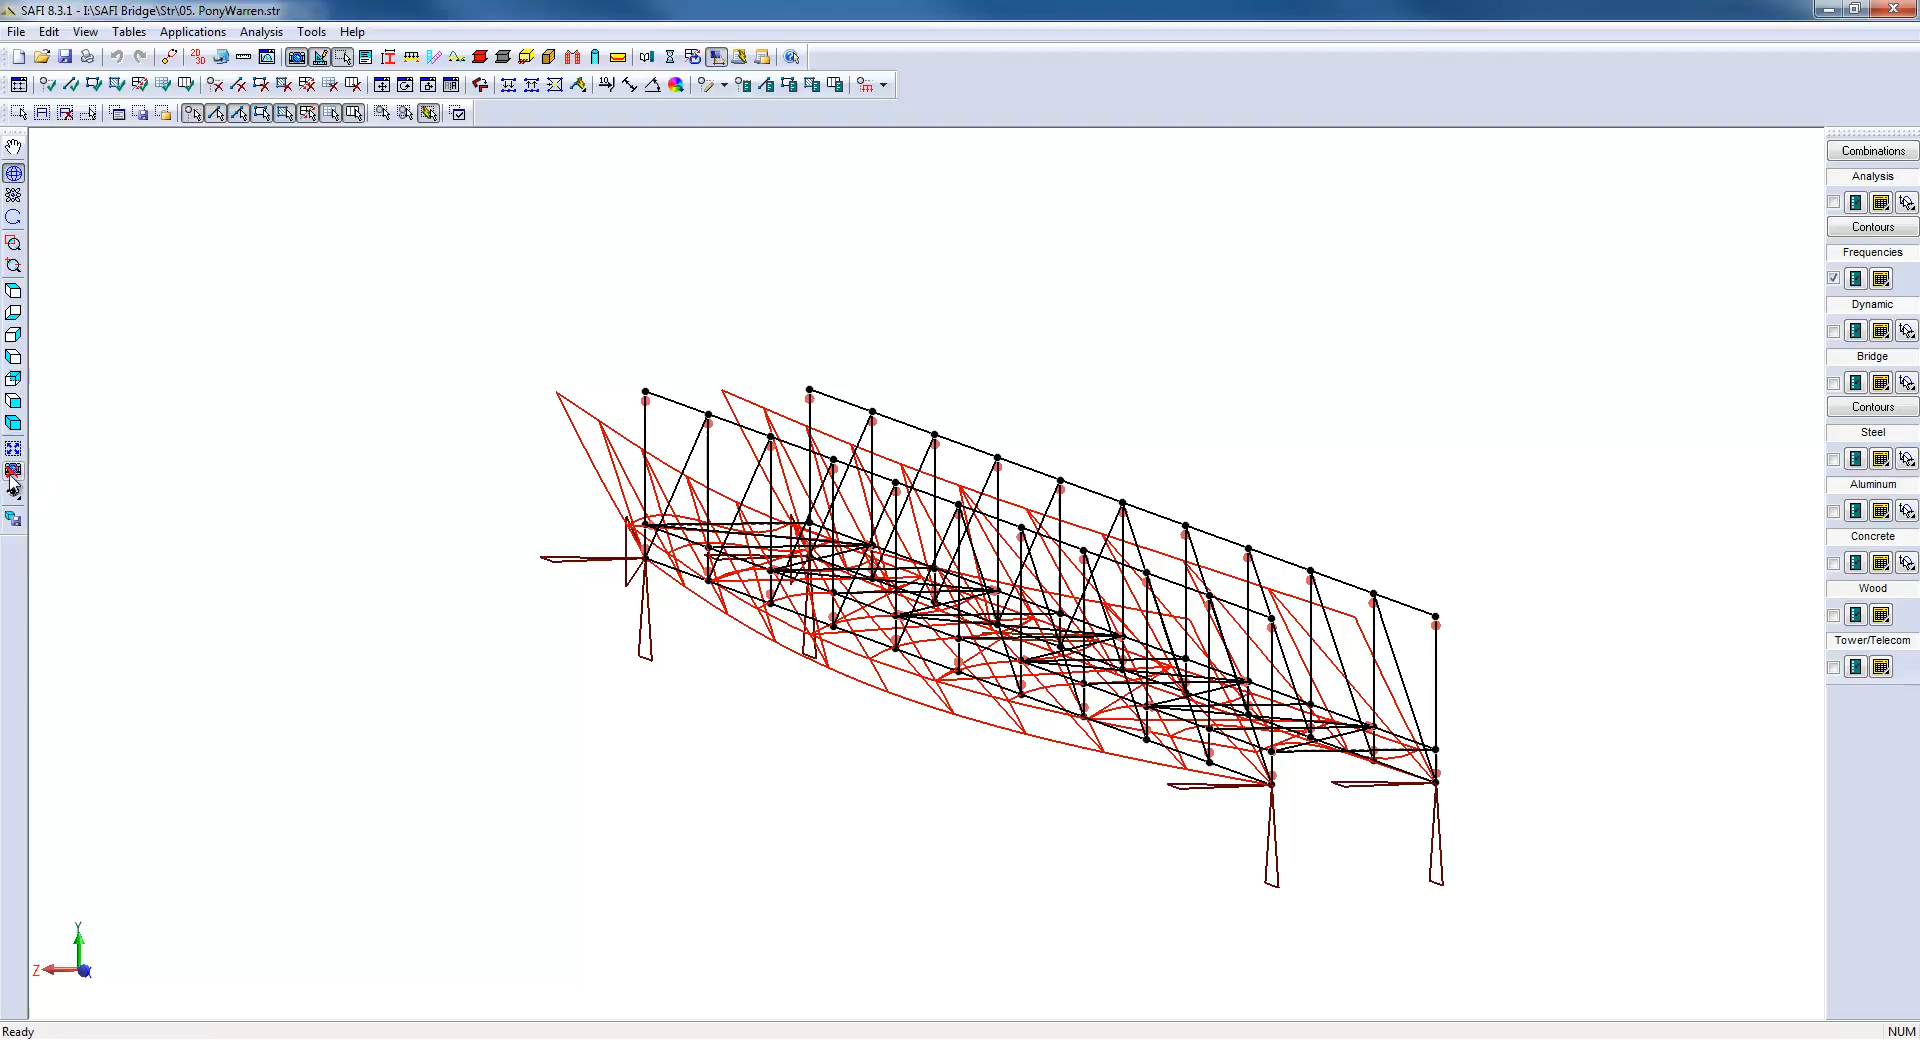 SAFI 8.3.1 - I:\SAFI Bridge\Str\05. PonyWarren.str
File Edit View Tables Applications Analysis Tools Help
Combinations
Analysis
Contours
Frequencies
Dynamic
Bridge
Contours
Steel
Aluminum
Concrete
Wood
Tower/Telecom
Y
Z
X
Ready
NUM